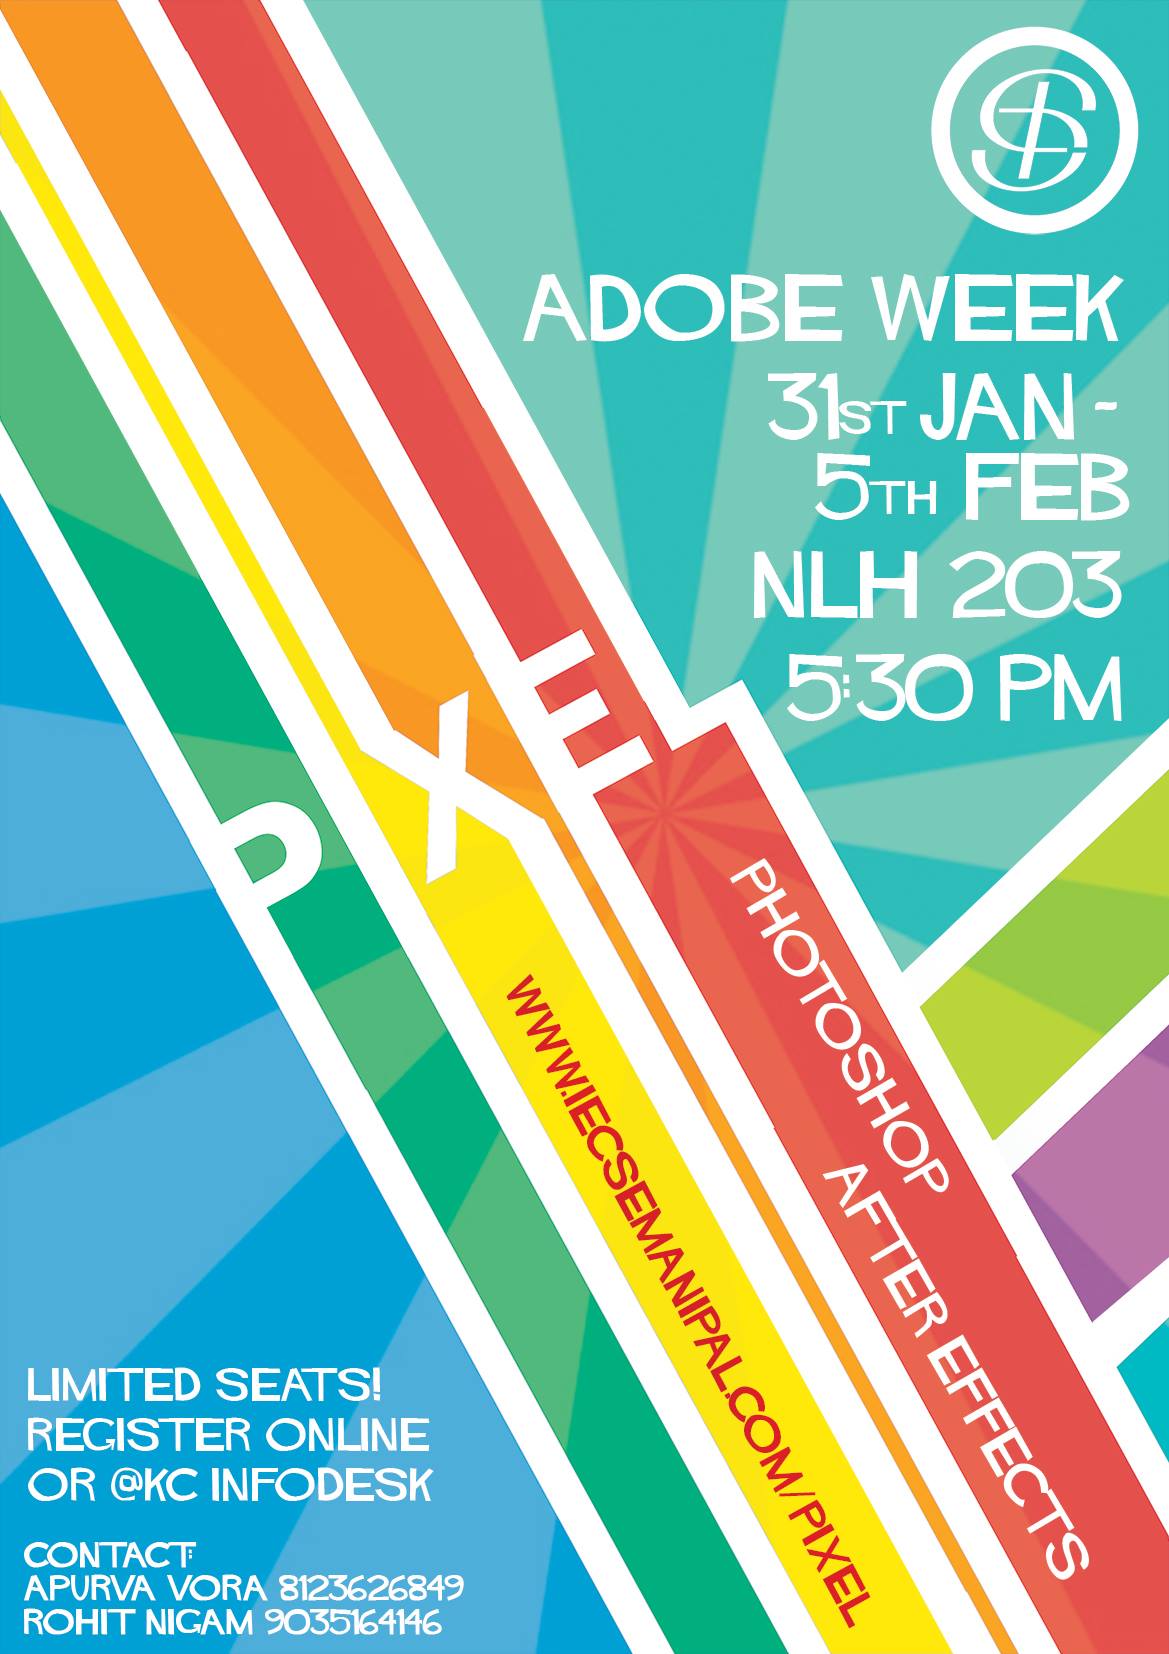 ADOBE WEEK
31ST JAN -
5TH FEB
NLH 203
5:30 PM
PIXEL
PHOTOSHOP
AFTER EFFECTS
WWW.IECSEMANIPAL.COM/PIXEL
LIMITED SEATS!
REGISTER ONLINE
OR @KC INFODESK
CONTACT:
APURVA VORA 8123626849
ROHIT NIGAM 9035164146